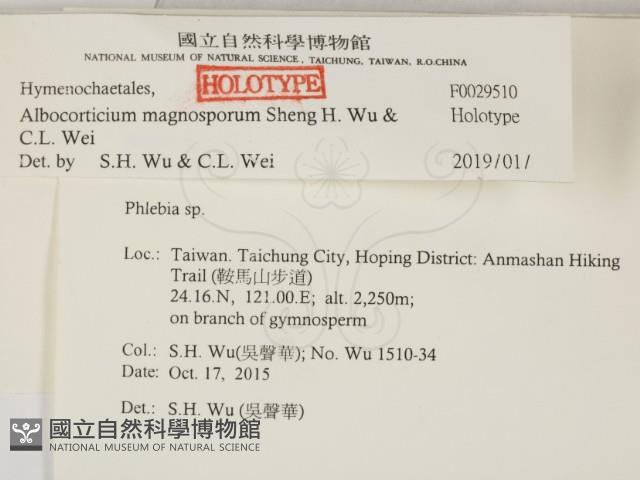 國立自然科學博物館
NATIONAL MUSEUM OF NATURAL SCIENCE, TAICHUNG, TAIWAN, R.O.CHINA
Hymenochaetales, HOLOTYPE F0029510
Albocorticium magnosporum Sheng H. Wu & Holotype
C.L. Wei
Det. by S.H. Wu & C.L. Wei 2019/01/
Phlebia sp.
Loc.: Taiwan. Taichung City, Hoping District: Anmashan Hiking
Trail (鞍馬山步道)
24.16.N, 121.00.E; alt. 2,250m;
on branch of gymnosperm
Col.: S.H. Wu(吳聲華); No. Wu 1510-34
Date: Oct. 17, 2015
Det.: S.H. Wu (吳聲華)
國立自然科學博物館
NATIONAL MUSEUM OF NATURAL SCIENCE